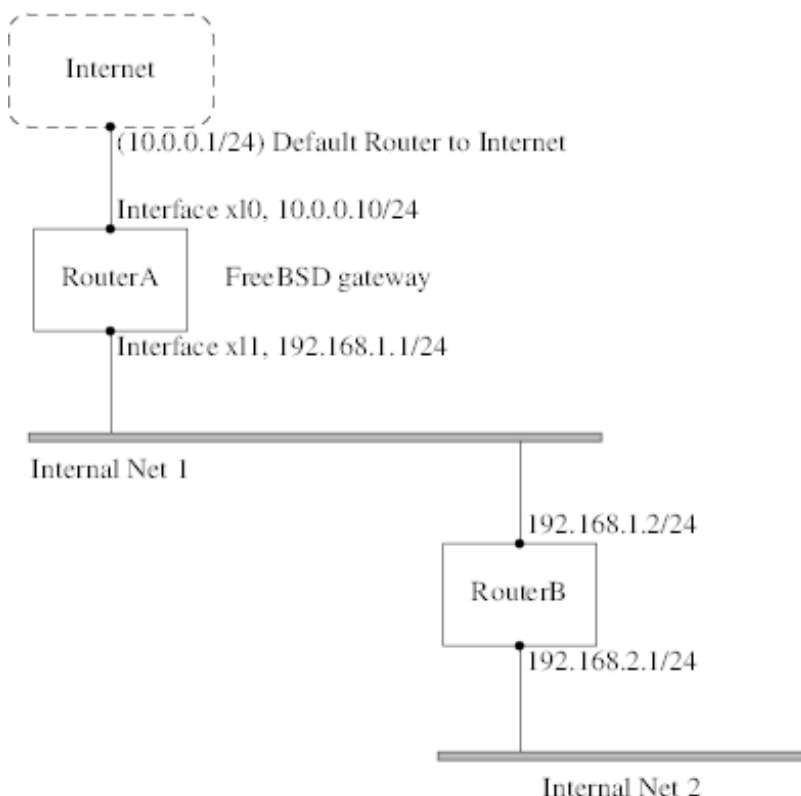 Internet
(10.0.0.1/24) Default Router to Internet
Interface xl0, 10.0.0.10/24
RouterA
FreeBSD gateway
Interface xl1, 192.168.1.1/24
Internal Net 1
192.168.1.2/24
RouterB
192.168.2.1/24
Internal Net 2